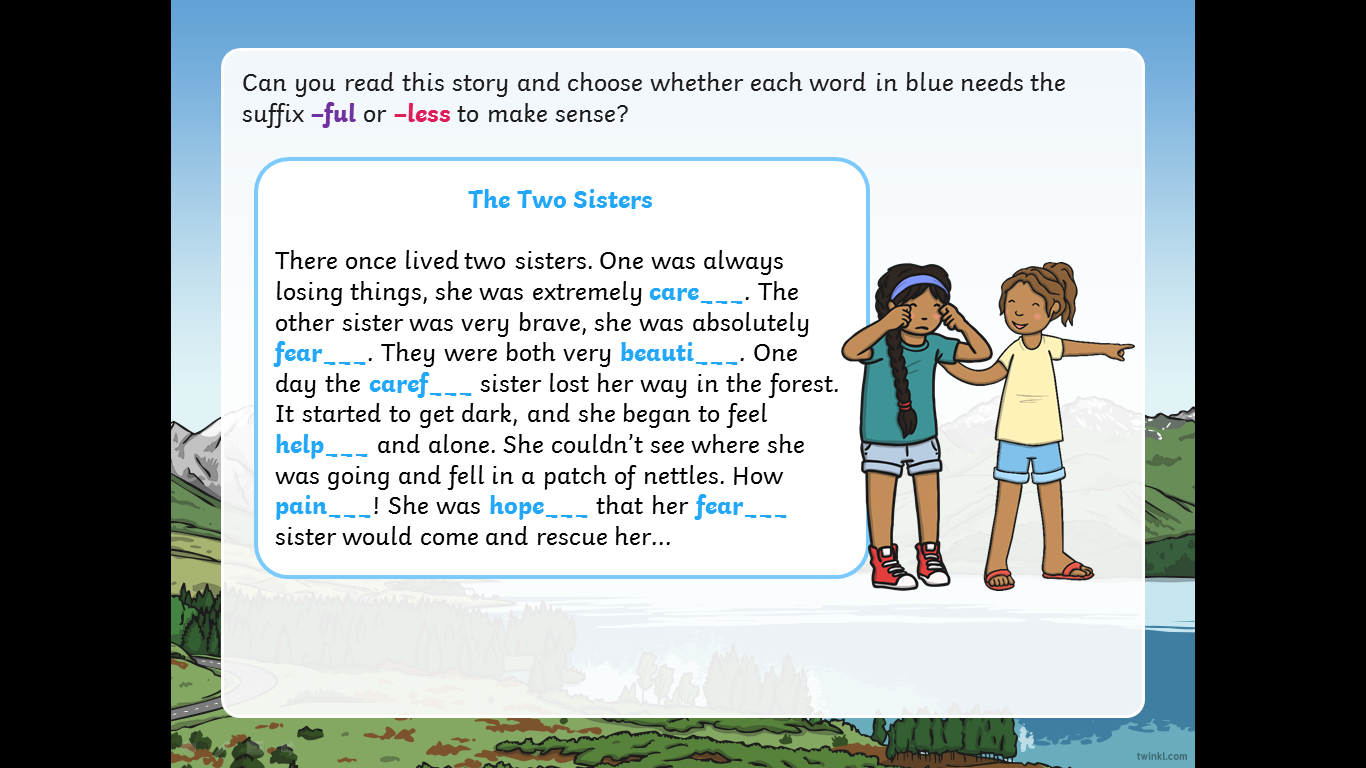 Can you read this story and choose whether each word in blue needs the
suffix –ful or –less to make sense?
The Two Sisters
There once lived two sisters. One was always
losing things, she was extremely care___. The
other sister was very brave, she was absolutely
fear___. They were both very beauti___. One
day the caref___ sister lost her way in the forest.
It started to get dark, and she began to feel
help___ and alone. She couldn't see where she
was going and fell in a patch of nettles. How
pain___! She was hope___ that her fear___
sister would come and rescue her...
twinkl.com